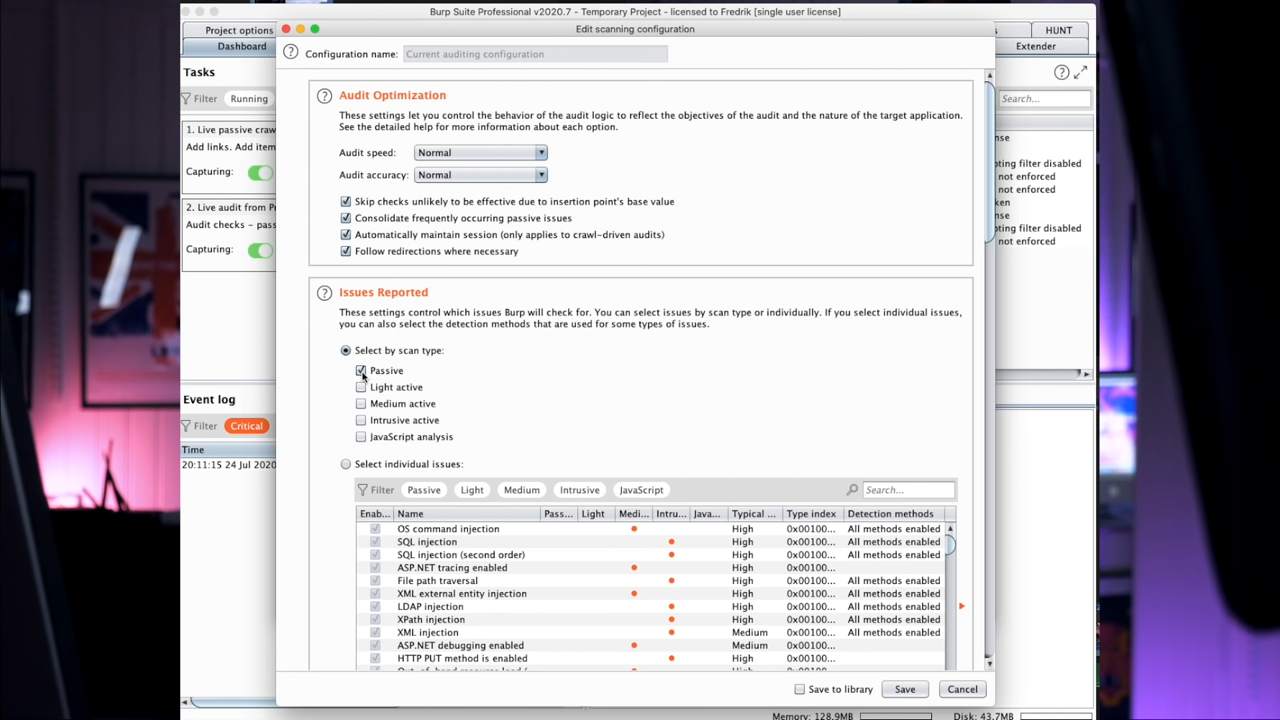 Burp Suite Professional v2020.7 - Temporary Project - licensed to Fredrik [single user license]
Edit scanning configuration
Project options
HUNT
Dashboard
Extender
Configuration name: Current auditing configuration
Tasks
Filter Running
Search...
1. Live passive craw
Add links. Add item
Capturing:
2. Live audit from P
Audit checks - pass
Capturing:
Audit Optimization
These settings let you control the behavior of the audit logic to reflect the objectives of the audit and the nature of the target application.
See the detailed help for more information about each option.
Audit speed: Normal
Audit accuracy: Normal
Skip checks unlikely to be effective due to insertion point's base value
Consolidate frequently occurring passive issues
Automatically maintain session (only applies to crawl-driven audits)
Follow redirections where necessary
nse
pting filter disabled
not enforced
not enforced
ken
nse
pting filter disabled
not enforced
Issues Reported
These settings control which issues Burp will check for. You can select issues by scan type or individually. If you select individual issues,
you can also select the detection methods that are used for some types of issues.
Select by scan type:
Passive
Light active
Medium active
Intrusive active
JavaScript analysis
Select individual issues:
Filter Passive Light Medium Intrusive JavaScript Search...
Enab... Name Pass... Light Medi... Intru... Java... Typical ... Type index Detection methods
OS command injection High 0x00100... All methods enabled
SQL injection High 0x00100... All methods enabled
SQL injection (second order) High 0x00100... All methods enabled
ASP.NET tracing enabled High 0x00100...
File path traversal High 0x00100... All methods enabled
XML external entity injection High 0x00100... All methods enabled
LDAP injection High 0x00100... All methods enabled
XPath injection High 0x00100... All methods enabled
XML injection Medium 0x00100... All methods enabled
ASP.NET debugging enabled Medium 0x00100...
HTTP PUT method is enabled High 0x00100...
Event log
Filter Critical
Time
20:11:15 24 Jul 2020
Save to library Save Cancel
Memory: 128.9MB Disk: 43.7MB